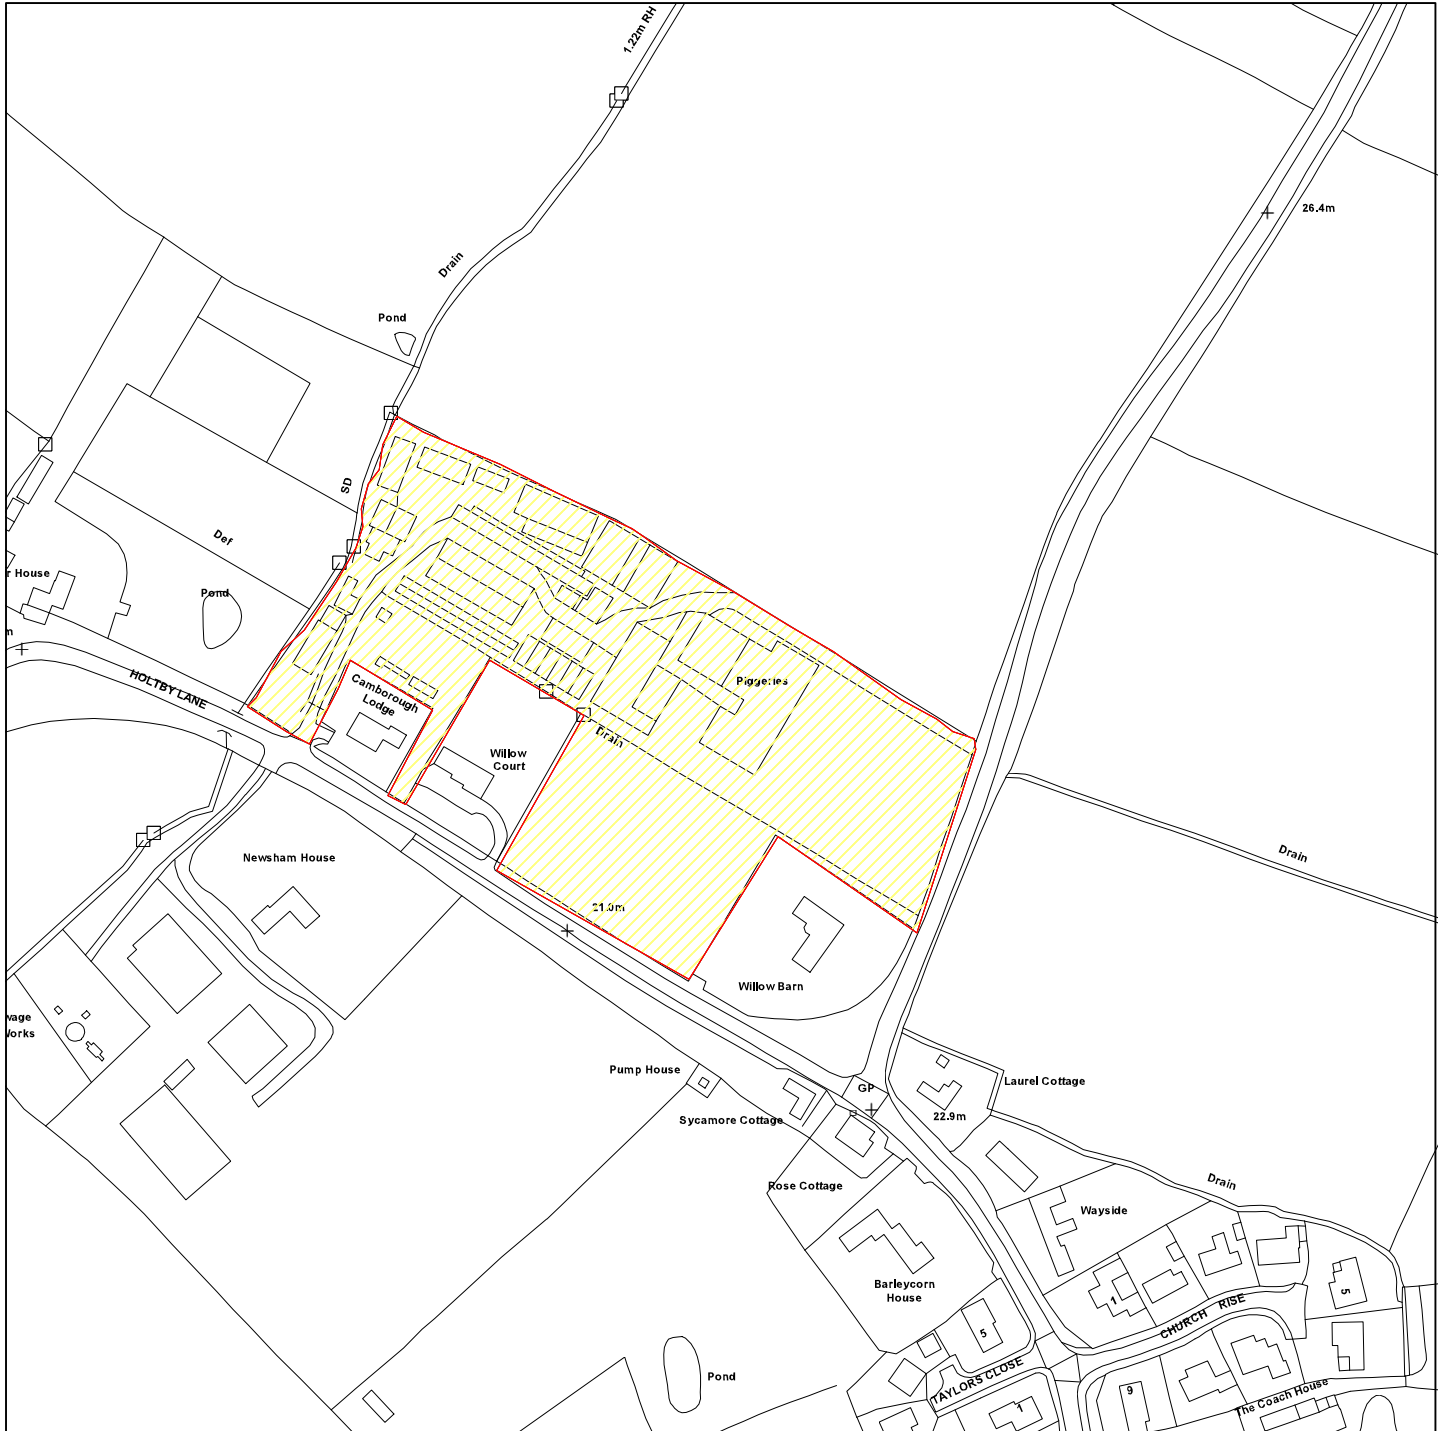 1.22m RH
26.4m
Drain
Pond
SD
Def
r House
Pond
m
HOLTBY LANE
Camborough
Lodge
Piggeries
Willow
Court
Drain
Newsham House
Drain
21.0m
Willow Barn
wage
Works
Pump House
GP
Laurel Cottage
Sycamore Cottage
22.9m
Rose Cottage
Drain
Wayside
Barleycorn
House
1
5
CHURCH RISE
5
TAYLORS CLOSE
Pond
9
The Coach House
1